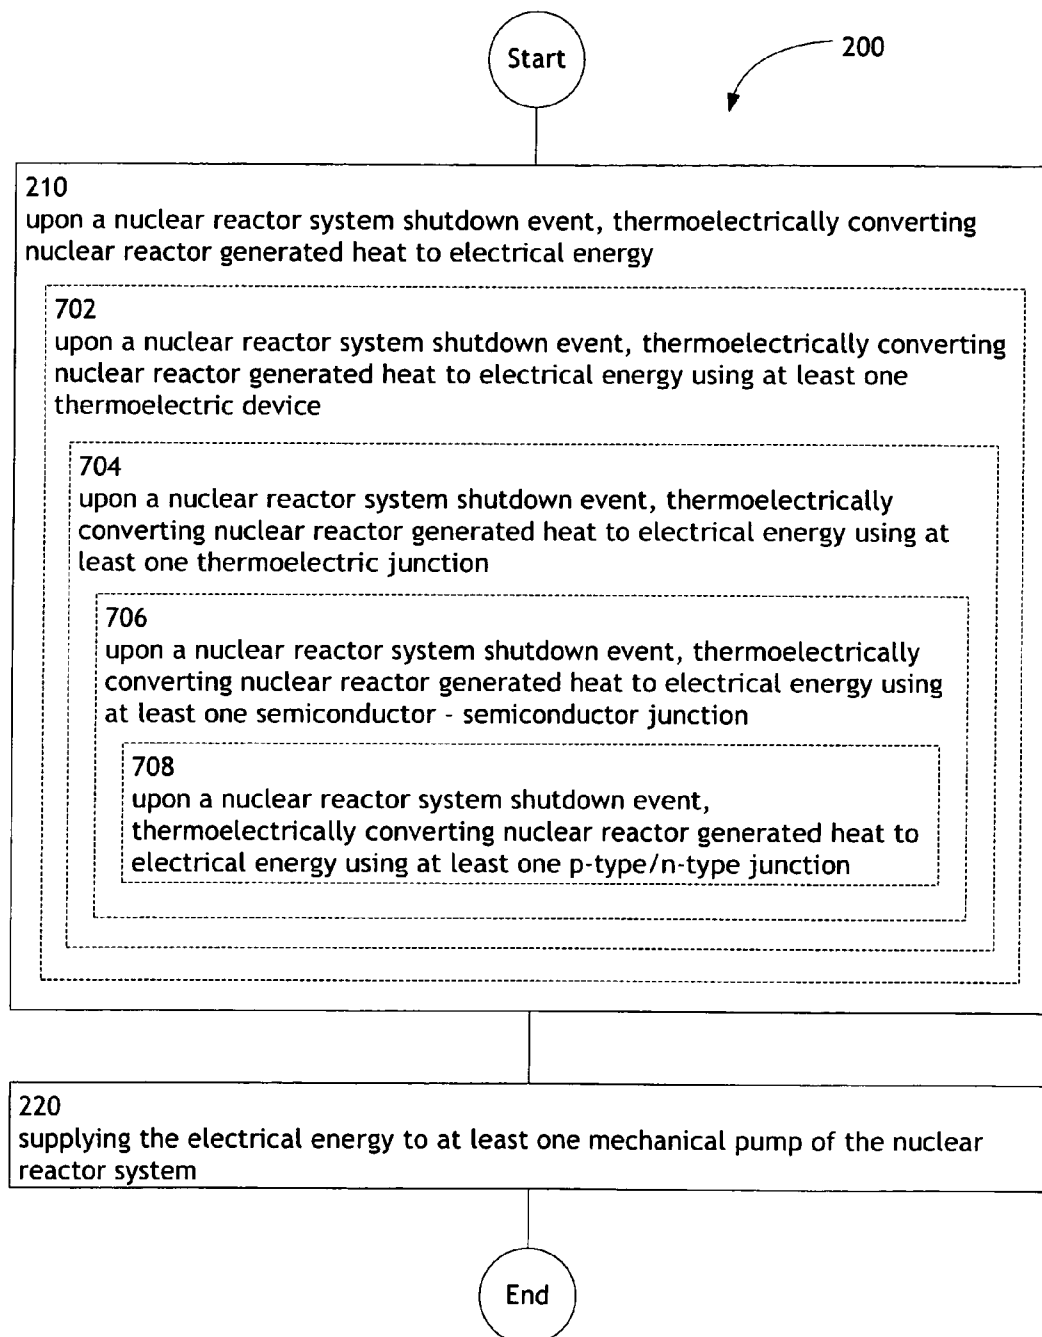 Start
200
210
upon a nuclear reactor system shutdown event, thermoelectrically converting
nuclear reactor generated heat to electrical energy
702
upon a nuclear reactor system shutdown event, thermoelectrically converting
nuclear reactor generated heat to electrical energy using at least one
thermoelectric device
704
upon a nuclear reactor system shutdown event, thermoelectrically
converting nuclear reactor generated heat to electrical energy using at
least one thermoelectric junction
706
upon a nuclear reactor system shutdown event, thermoelectrically
converting nuclear reactor generated heat to electrical energy using
at least one semiconductor - semiconductor junction
708
upon a nuclear reactor system shutdown event,
thermoelectrically converting nuclear reactor generated heat to
electrical energy using at least one p-type/n-type junction
220
supplying the electrical energy to at least one mechanical pump of the nuclear
reactor system
End